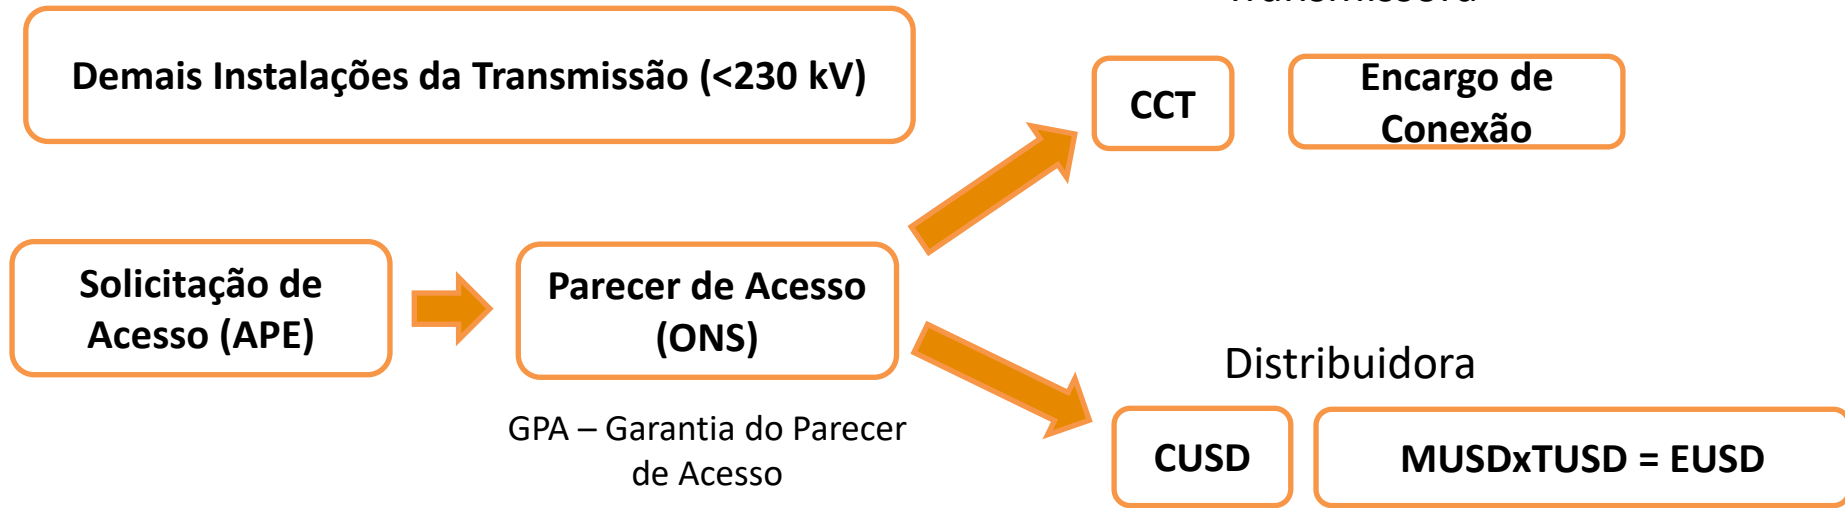 Demais Instalações da Transmissão (<230 kV)
CCT
Encargo de
Conexão
Solicitação de
Acesso (APE)
Parecer de Acesso
(ONS)
GPA – Garantia do Parecer
de Acesso
Distribuidora
CUSD
MUSDxTUSD = EUSD